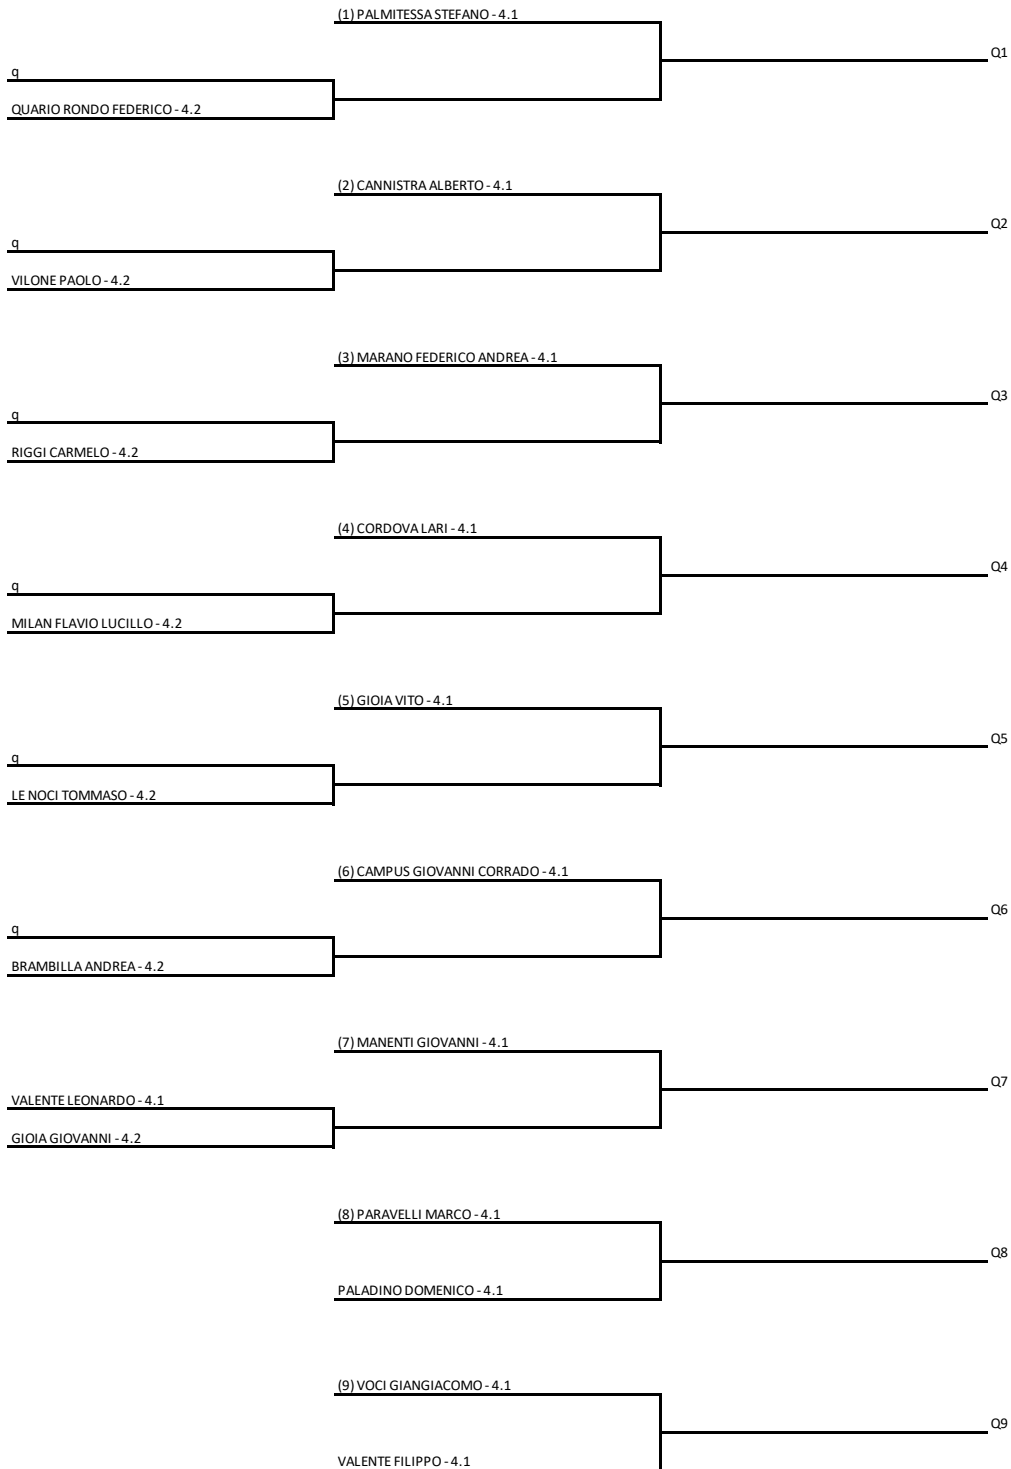 (1) PALMITESSA STEFANO - 4.1
Q1
q
QUARIO RONDO FEDERICO - 4.2
(2) CANNISTRA ALBERTO - 4.1
Q2
q
VILONE PAOLO - 4.2
(3) MARANO FEDERICO ANDREA - 4.1
Q3
q
RIGGI CARMELO - 4.2
(4) CORDOVA LARI - 4.1
Q4
q
MILAN FLAVIO LUCILLO - 4.2
(5) GIOIA VITO - 4.1
Q5
q
LE NOCI TOMMASO - 4.2
(6) CAMPUS GIOVANNI CORRADO - 4.1
Q6
q
BRAMBILLA ANDREA - 4.2
(7) MANENTI GIOVANNI - 4.1
Q7
VALENTE LEONARDO - 4.1
GIOIA GIOVANNI - 4.2
(8) PARAVELLI MARCO - 4.1
Q8
PALADINO DOMENICO - 4.1
(9) VOCI GIANGIACOMO - 4.1
Q9
VALENTE FILIPPO - 4.1